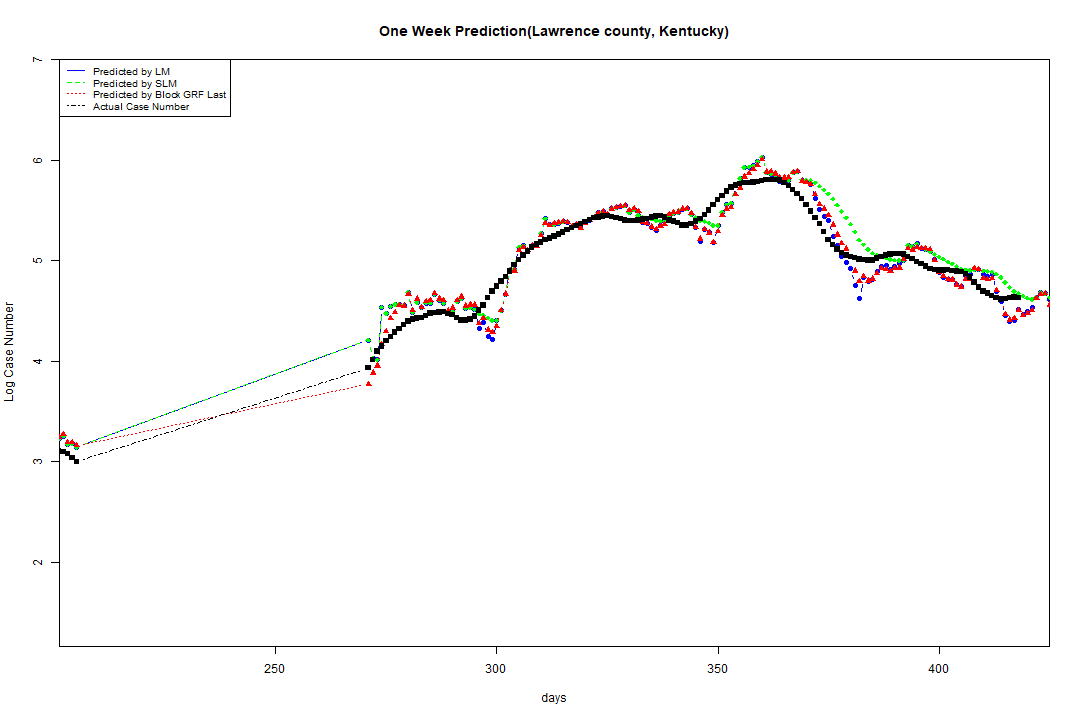 One Week Prediction(Lawrence county, Kentucky)
Predicted by LM
Predicted by SLM
Predicted by Block GRF Last
Actual Case Number
7
6
5
4
3
2
Log Case Number
250 300 350 400
days